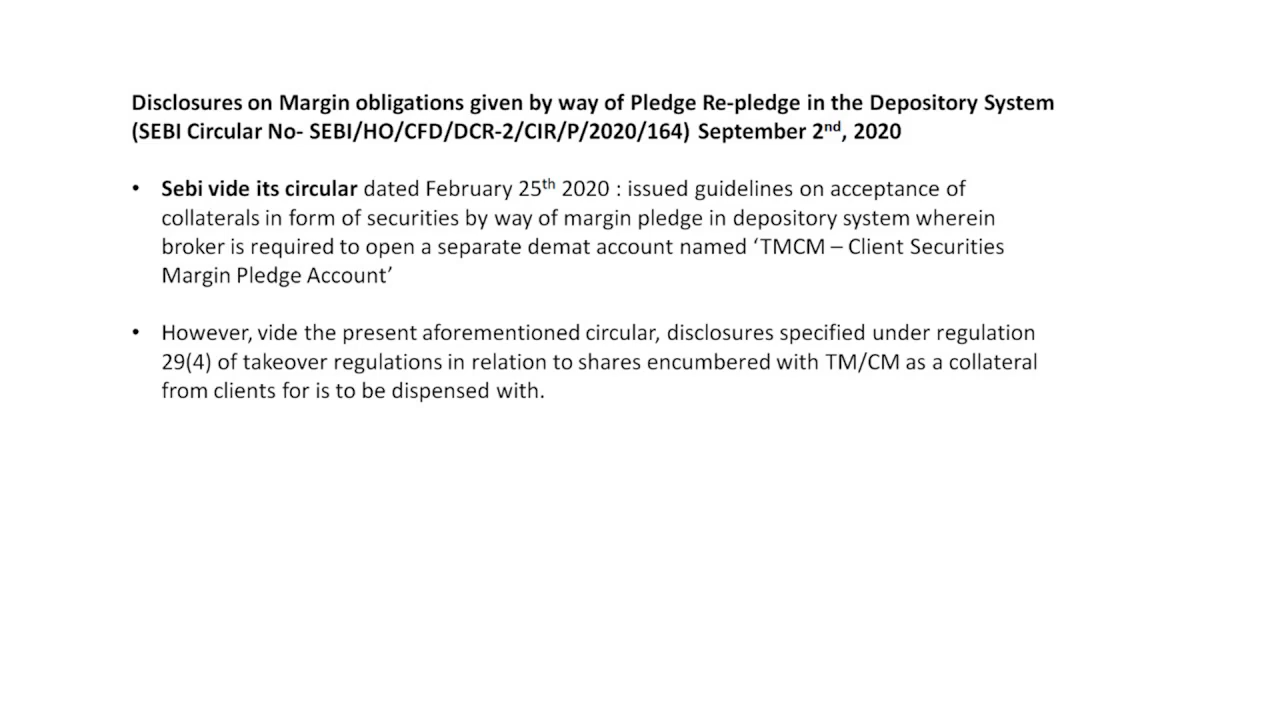 Disclosures on Margin obligations given by way of Pledge Re-pledge in the Depository System
(SEBI Circular No- SEBI/HO/CFD/DCR-2/CIR/P/2020/164) September 2nd, 2020
• Sebi vide its circular dated February 25th 2020 : issued guidelines on acceptance of
collaterals in form of securities by way of margin pledge in depository system wherein
broker is required to open a separate demat account named ‘TMCM – Client Securities
Margin Pledge Account’
• However, vide the present aforementioned circular, disclosures specified under regulation
29(4) of takeover regulations in relation to shares encumbered with TM/CM as a collateral
from clients for is to be dispensed with.